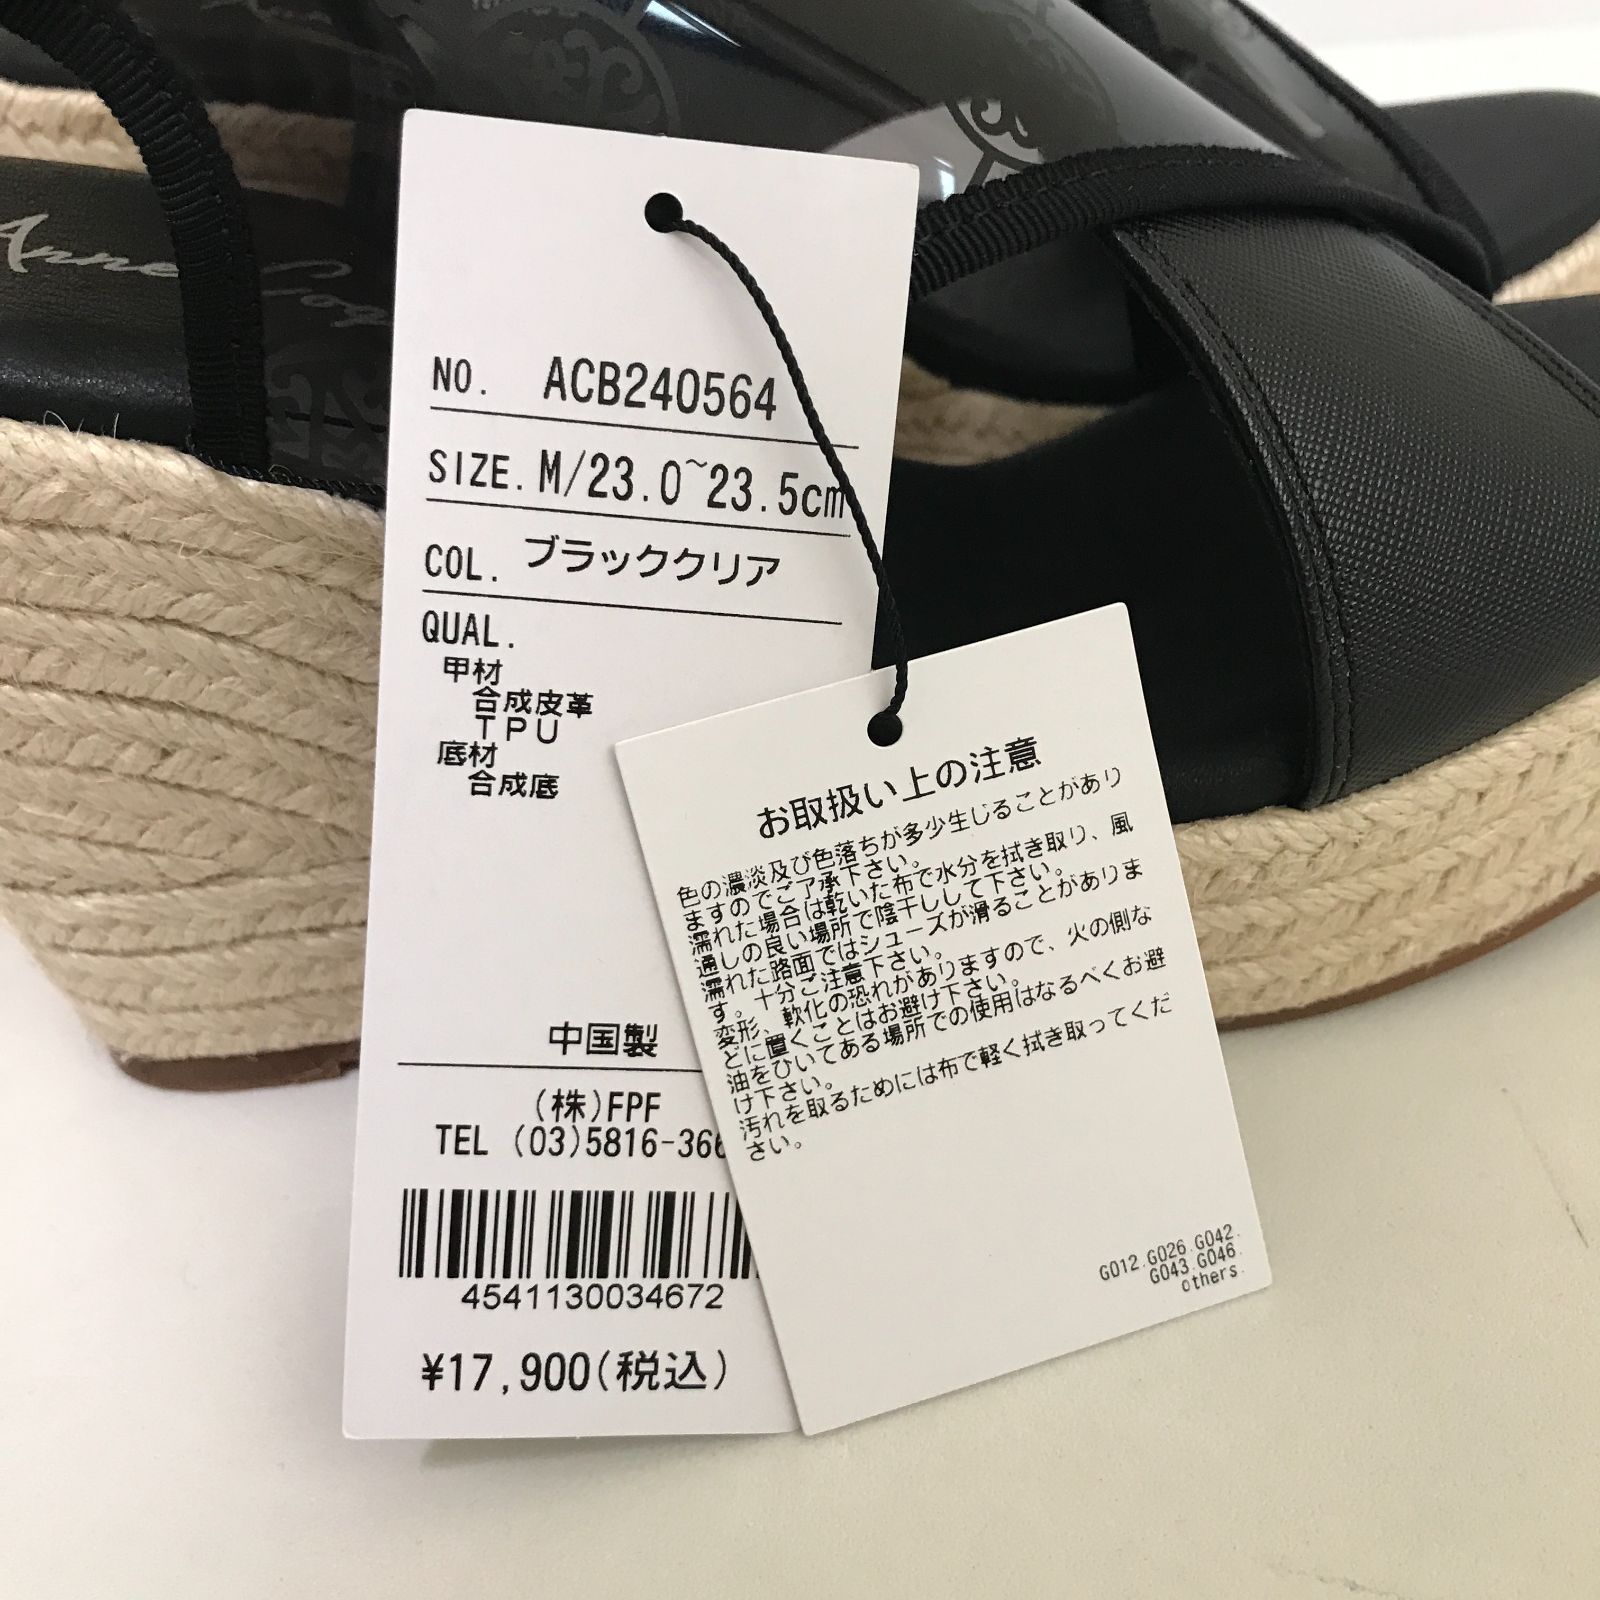 Anne
NO. ACB240564
SIZE. M/23.0~23.5cm
COL. ブラッククリア
QUAL.
甲材
合成皮革
TPU
底材
合成底
中国製
(株)FPF
TEL (03)5816-366
4541130034672
¥17,900(税込)
お取扱い上の注意
色の濃淡及び色落ちが多少生じることがあり
ますのでご了承下さい。
濡れた場合は乾いた布で水分を拭き取り、風
通しの良い場所で陰干しして下さい。
濡れた路面ではシューズが滑ることがありま
す。十分ご注意下さい。
変形、軟化の恐れがありますので、火の側な
どに置くことはお避け下さい。
油をひいてある場所での使用はなるべくお避
け下さい。
汚れを取るためには布で軽く拭き取ってくだ
さい。
G012.G026.G042.
G043.G046.
others.